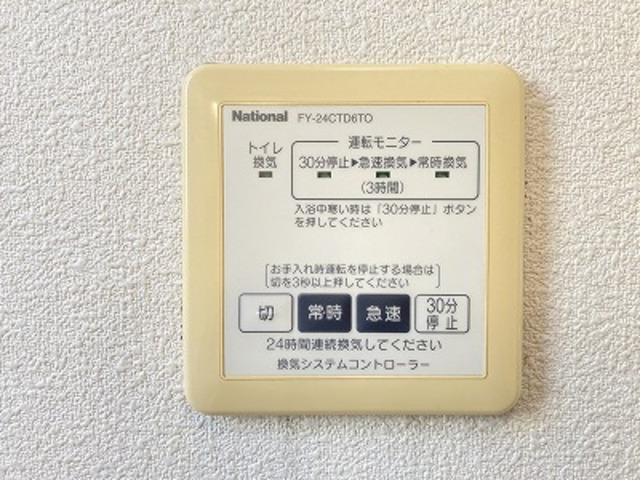 National FY-24CTD6TO
トイレ
換気
運転モニター
30分停止▶急速換気▶常時換気
(3時間)
入浴中寒い時は「30分停止」ボタン
を押してください
お手入れ時運転を停止する場合は
切を3秒以上押してください
切 常時 急速 30分
停止
24時間連続換気してください
換気システムコントローラー